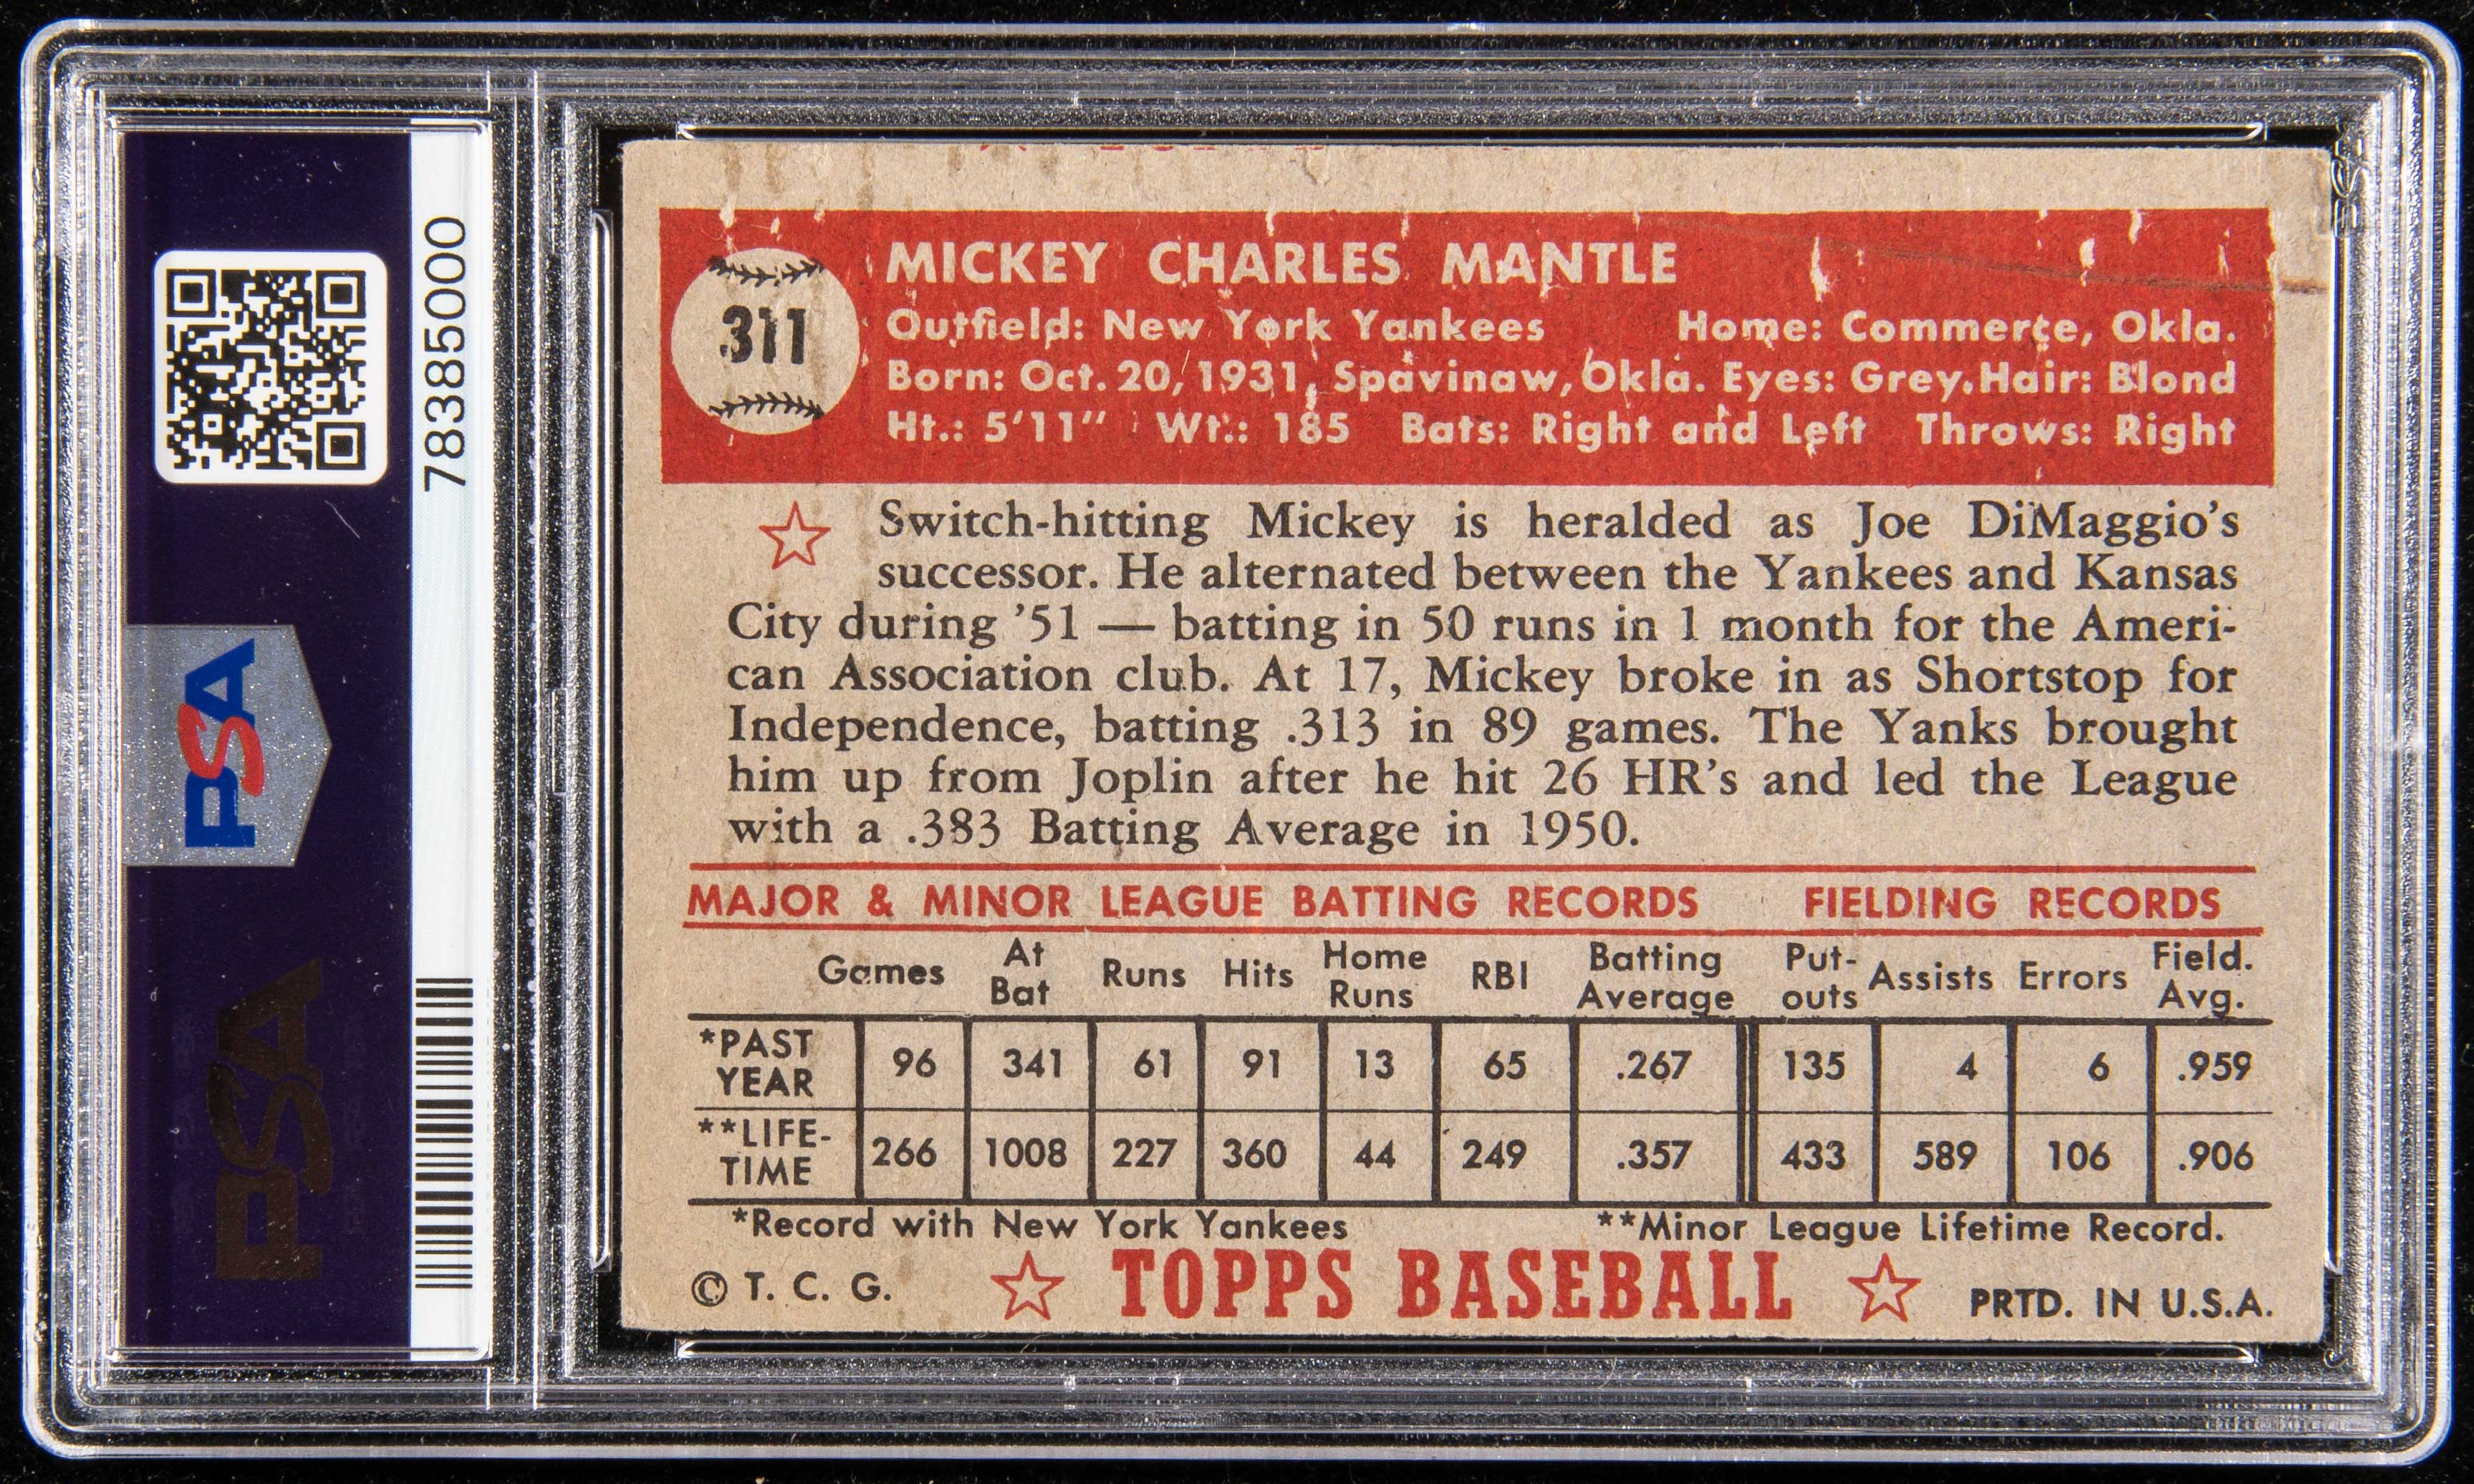 78385000
PSA
PSA
311
MICKEY CHARLES MANTLE
Outfield: New York Yankees Home: Commerce, Okla.
Born: Oct. 20, 1931, Spavinaw, Okla. Eyes: Grey. Hair: Blond
Ht.: 5'11" Wt.: 185 Bats: Right and Left Throws: Right
Switch-hitting Mickey is heralded as Joe DiMaggio's
successor. He alternated between the Yankees and Kansas
City during '51 — batting in 50 runs in 1 month for the Ameri-
can Association club. At 17, Mickey broke in as Shortstop for
Independence, batting .313 in 89 games. The Yanks brought
him up from Joplin after he hit 26 HR's and led the League
with a .383 Batting Average in 1950.
MAJOR & MINOR LEAGUE BATTING RECORDS FIELDING RECORDS
Games At Bat Runs Hits Home Runs RBI Batting Average Put-outs Assists Errors Field. Avg.
*PAST YEAR 96 341 61 91 13 65 .267 135 4 6 .959
**LIFE-TIME 266 1008 227 360 44 249 .357 433 589 106 .906
*Record with New York Yankees **Minor League Lifetime Record.
© T. C. G. TOPPS BASEBALL PRTD. IN U.S.A.